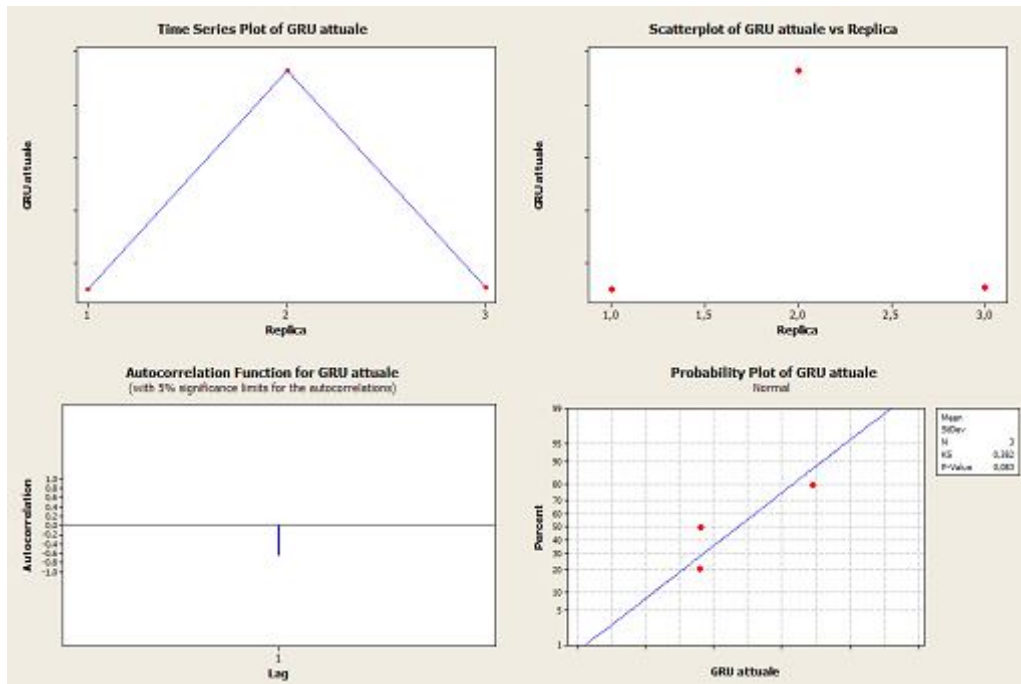 Time Series Plot of GRU attuale
GRU attuale
1 2 3
Replica
Scatterplot of GRU attuale vs Replica
GRU attuale
1,0 1,5 2,0 2,5 3,0
Replica
Autocorrelation Function for GRU attuale
(with 5% significance limits for the autocorrelations)
Autocorrelation
1,0
0,8
0,6
0,4
0,2
0,0
-0,2
-0,4
-0,6
-0,8
-1,0
1
Lag
Probability Plot of GRU attuale
Normal
Percent
99
95
90
80
70
60
50
40
30
20
10
5
1
GRU attuale
Mean
StDev
N 3
KS 0,382
P-Value